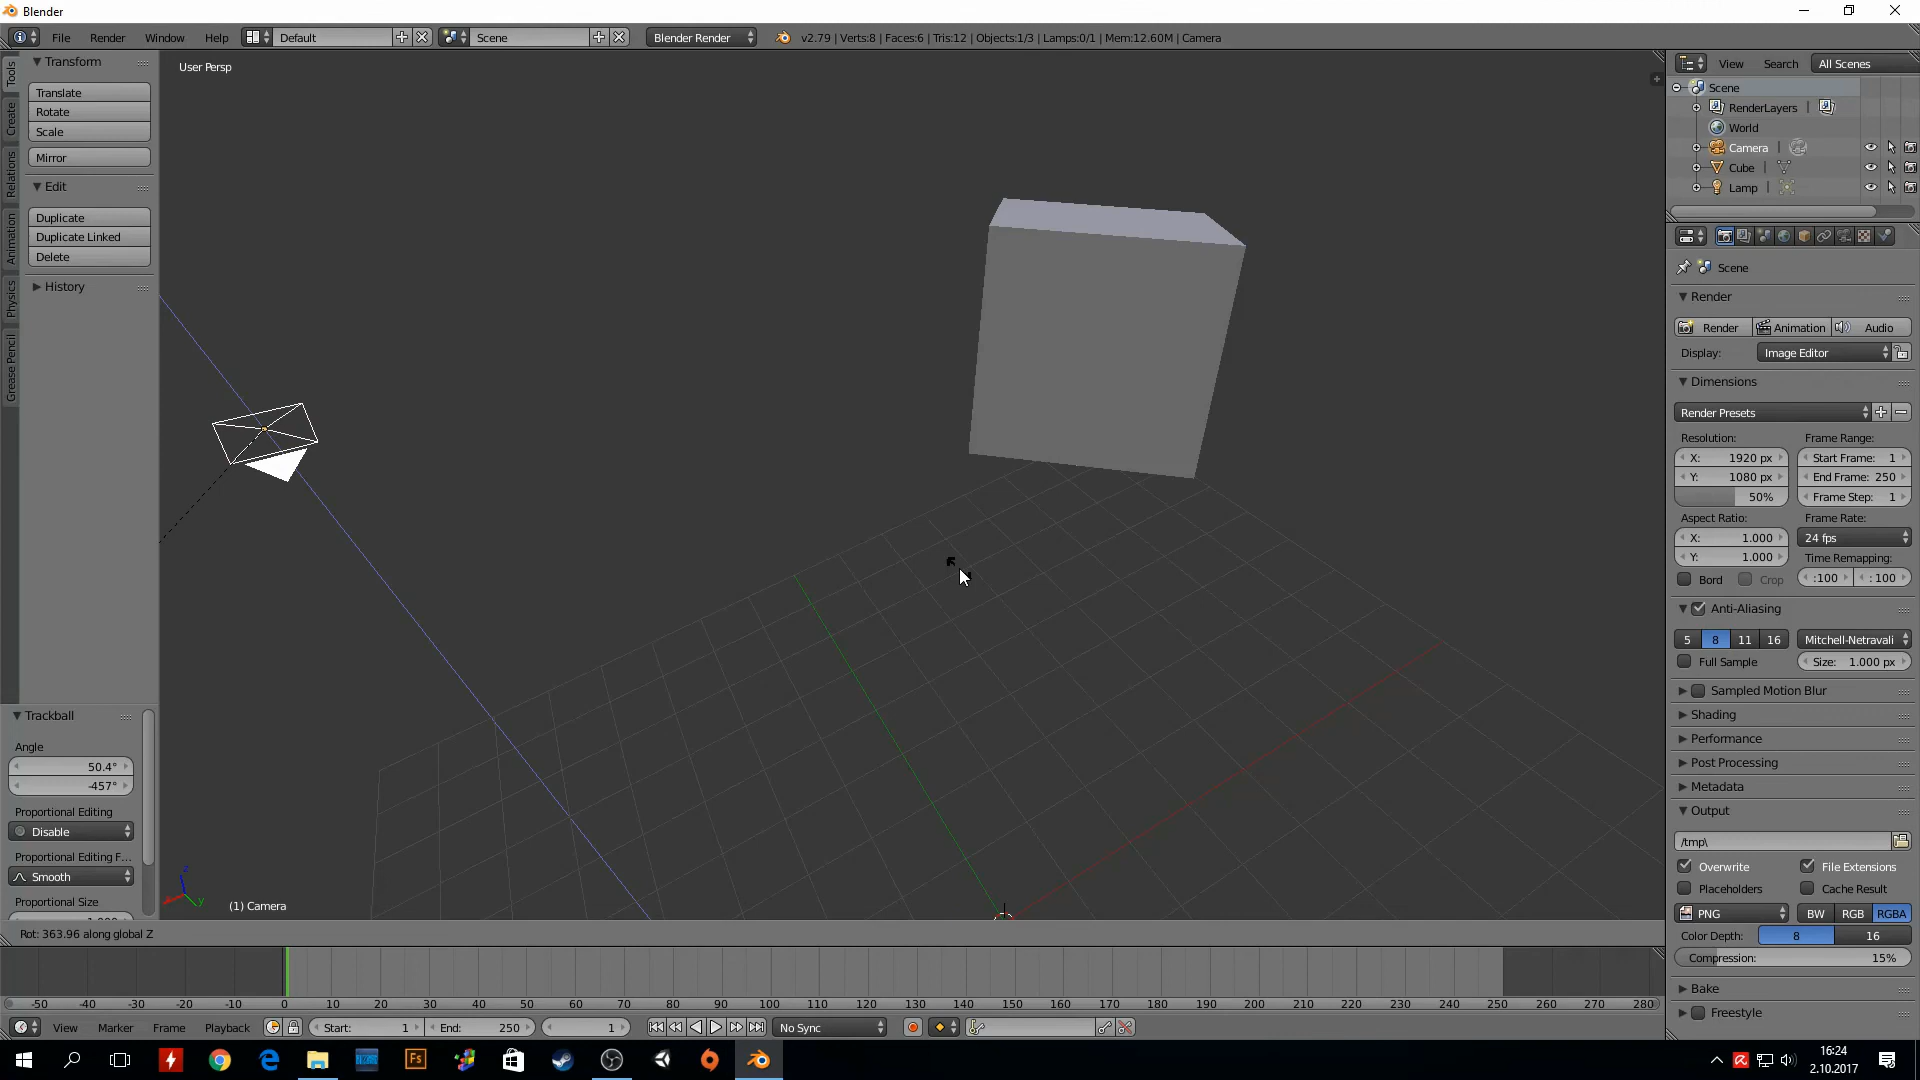 Blender
File Render Window Help Default Scene Blender Render v2.79 | Verts:8 | Faces:6 | Tris:12 | Objects:1/3 | Lamps:0/1 | Mem:12.60M | Camera
Transform
Translate
Rotate
Scale
Mirror
Edit
Duplicate
Duplicate Linked
Delete
History
Tools
Create
Relations
Animation
Physics
Grease Pencil
User Persp
(1) Camera
Trackball
Angle
50.4°
-457°
Proportional Editing
Disable
Proportional Editing F...
Smooth
Proportional Size
Rot: 363.96 along global Z
View Search All Scenes
Scene
RenderLayers |
World
Camera |
Cube |
Lamp |
Scene
Render
Render Animation Audio
Display: Image Editor
Dimensions
Render Presets
Resolution: Frame Range:
X: 1920 px Start Frame: 1
Y: 1080 px End Frame: 250
50% Frame Step: 1
Aspect Ratio: Frame Rate:
X: 1.000 24 fps
Y: 1.000 Time Remapping:
Bord Crop :100 :100
Anti-Aliasing
5 8 11 16 Mitchell-Netravali
Full Sample Size: 1.000 px
Sampled Motion Blur
Shading
Performance
Post Processing
Metadata
Output
/tmp\
Overwrite File Extensions
Placeholders Cache Result
PNG BW RGB RGBA
Color Depth: 8 16
Compression: 15%
Bake
Freestyle
-50 -40 -30 -20 -10 0 10 20 30 40 50 60 70 80 90 100 110 120 130 140 150 160 170 180 190 200 210 220 230 240 250 260 270 280
View Marker Frame Playback Start: 1 End: 250 1 No Sync
Fs
16:24
2.10.2017